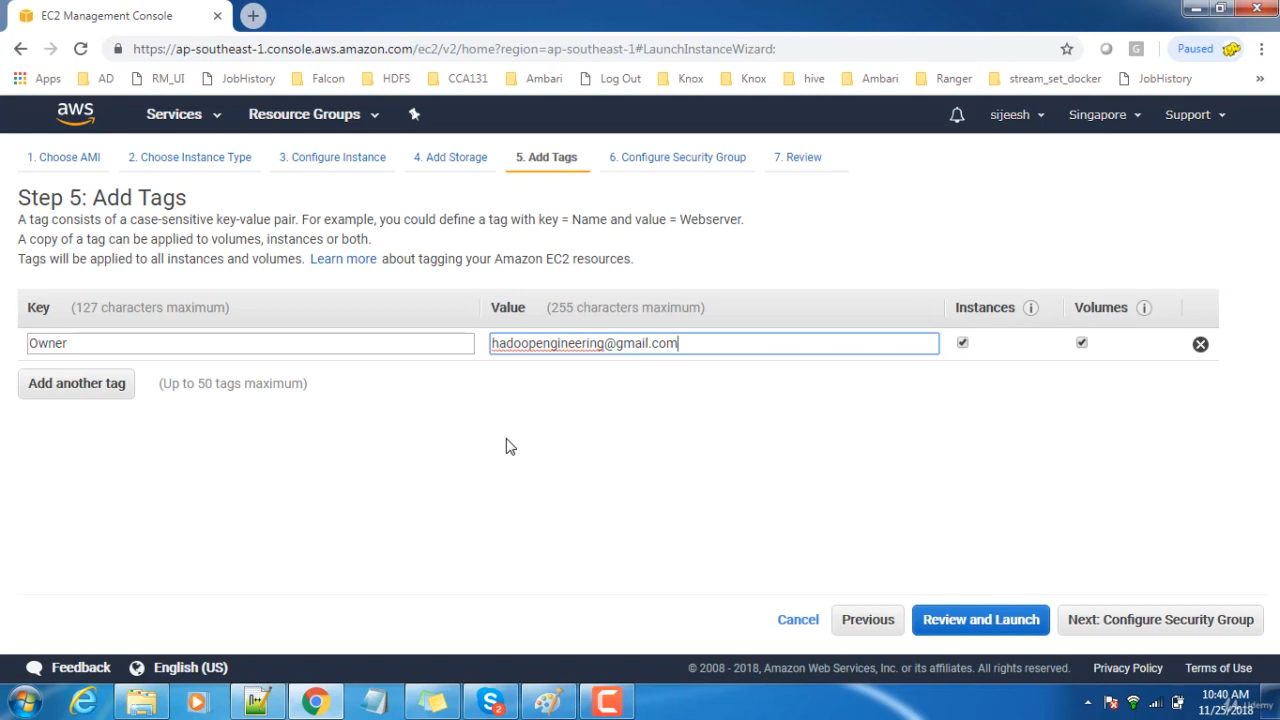 EC2 Management Console
https://ap-southeast-1.console.aws.amazon.com/ec2/v2/home?region=ap-southeast-1#LaunchInstanceWizard:
Paused
Apps AD RM_UI JobHistory Falcon HDFS CCA131 Ambari Log Out Knox Knox hive Ambari Ranger stream_set_docker JobHistory »
aws Services Resource Groups sijeesh Singapore Support
1. Choose AMI 2. Choose Instance Type 3. Configure Instance 4. Add Storage 5. Add Tags 6. Configure Security Group 7. Review
Step 5: Add Tags
A tag consists of a case-sensitive key-value pair. For example, you could define a tag with key = Name and value = Webserver.
A copy of a tag can be applied to volumes, instances or both.
Tags will be applied to all instances and volumes. Learn more about tagging your Amazon EC2 resources.
Key (127 characters maximum) Value (255 characters maximum) Instances i Volumes i
Owner hadoopengineering@gmail.com
Add another tag (Up to 50 tags maximum)
Cancel Previous Review and Launch Next: Configure Security Group
Feedback English (US) © 2008 - 2018, Amazon Web Services, Inc. or its affiliates. All rights reserved. Privacy Policy Terms of Use
10:40 AM
11/25/2018
Udemy